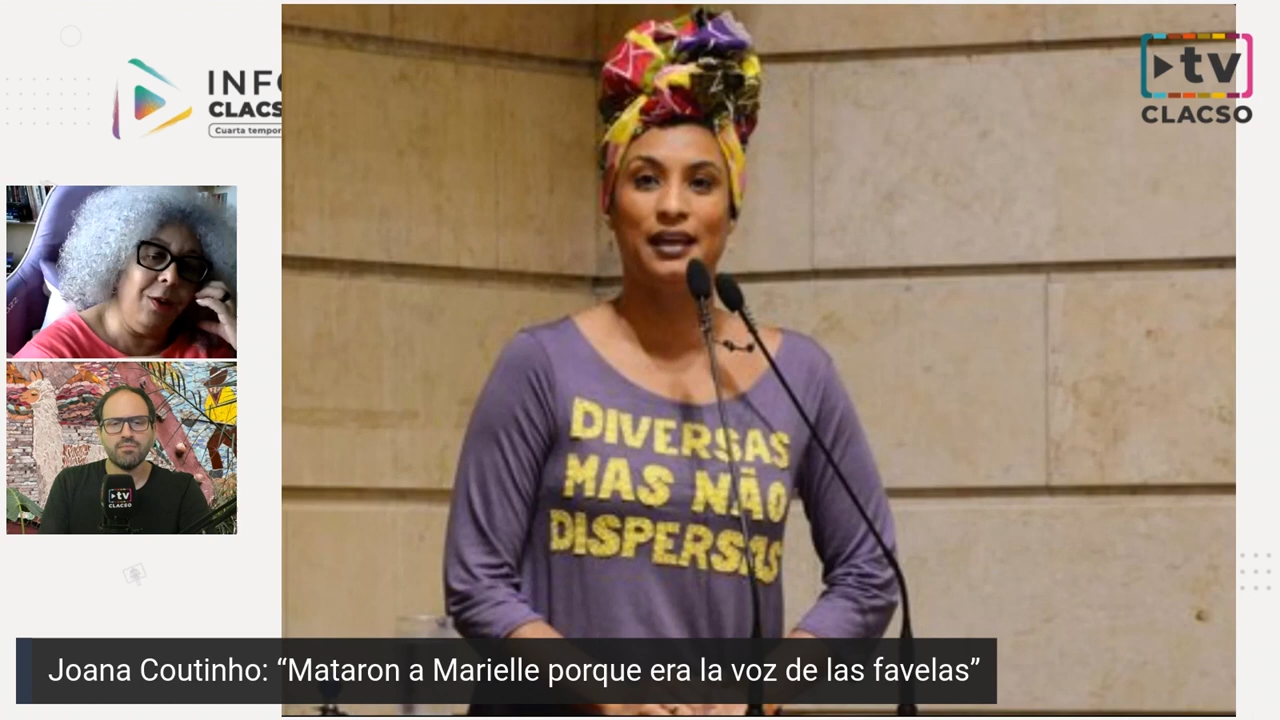 INFO
CLACS
Cuarta tempor
tv
CLACSO
tv
CLACSO
DIVERSAS
MAS NÃO
DISPERSAS
Joana Coutinho: “Mataron a Marielle porque era la voz de las favelas”